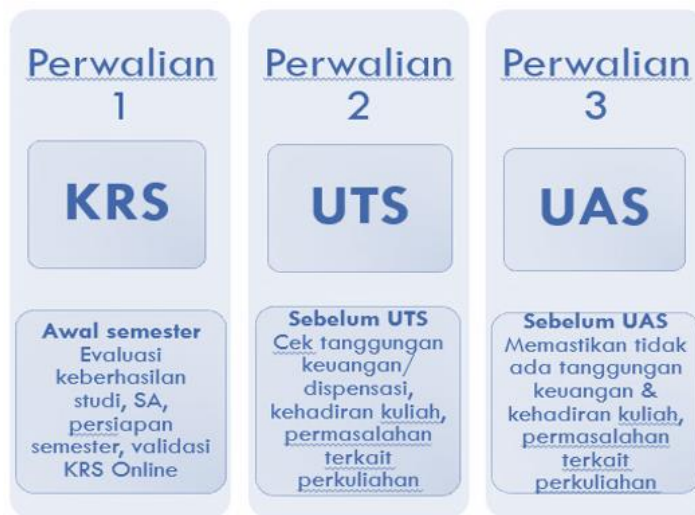 Perwalian
1
KRS
Awal semester
Evaluasi
keberhasilan
studi, SA,
persiapan
semester, validasi
KRS Online
Perwalian
2
UTS
Sebelum UTS
Cek tanggungan
keuangan/
dispensasi,
kehadiran kuliah,
permasalahan
terkait
perkuliahan
Perwalian
3
UAS
Sebelum UAS
Memastikan tidak
ada tanggungan
keuangan &
kehadiran kuliah,
permasalahan
terkait
perkuliahan